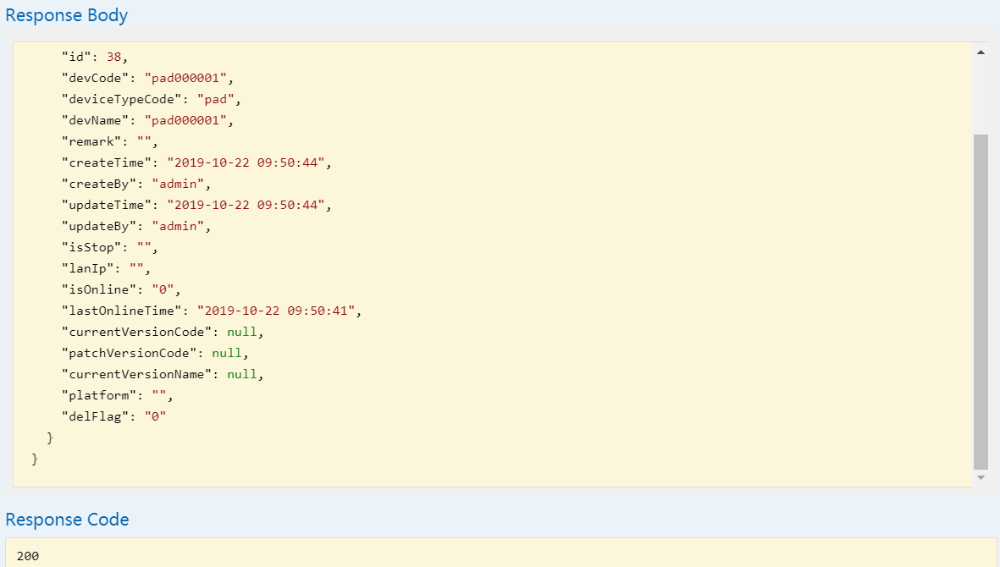 Response Body
"id": 38,
"devCode": "pad000001",
"deviceTypeCode": "pad",
"devName": "pad000001",
"remark": "",
"createTime": "2019-10-22 09:50:44",
"createBy": "admin",
"updateTime": "2019-10-22 09:50:44",
"updateBy": "admin",
"isStop": "",
"lanIp": "",
"isOnline": "0",
"lastOnlineTime": "2019-10-22 09:50:41",
"currentVersionCode": null,
"patchVersionCode": null,
"currentVersionName": null,
"platform": "",
"delFlag": "0"
}
}
Response Code
200